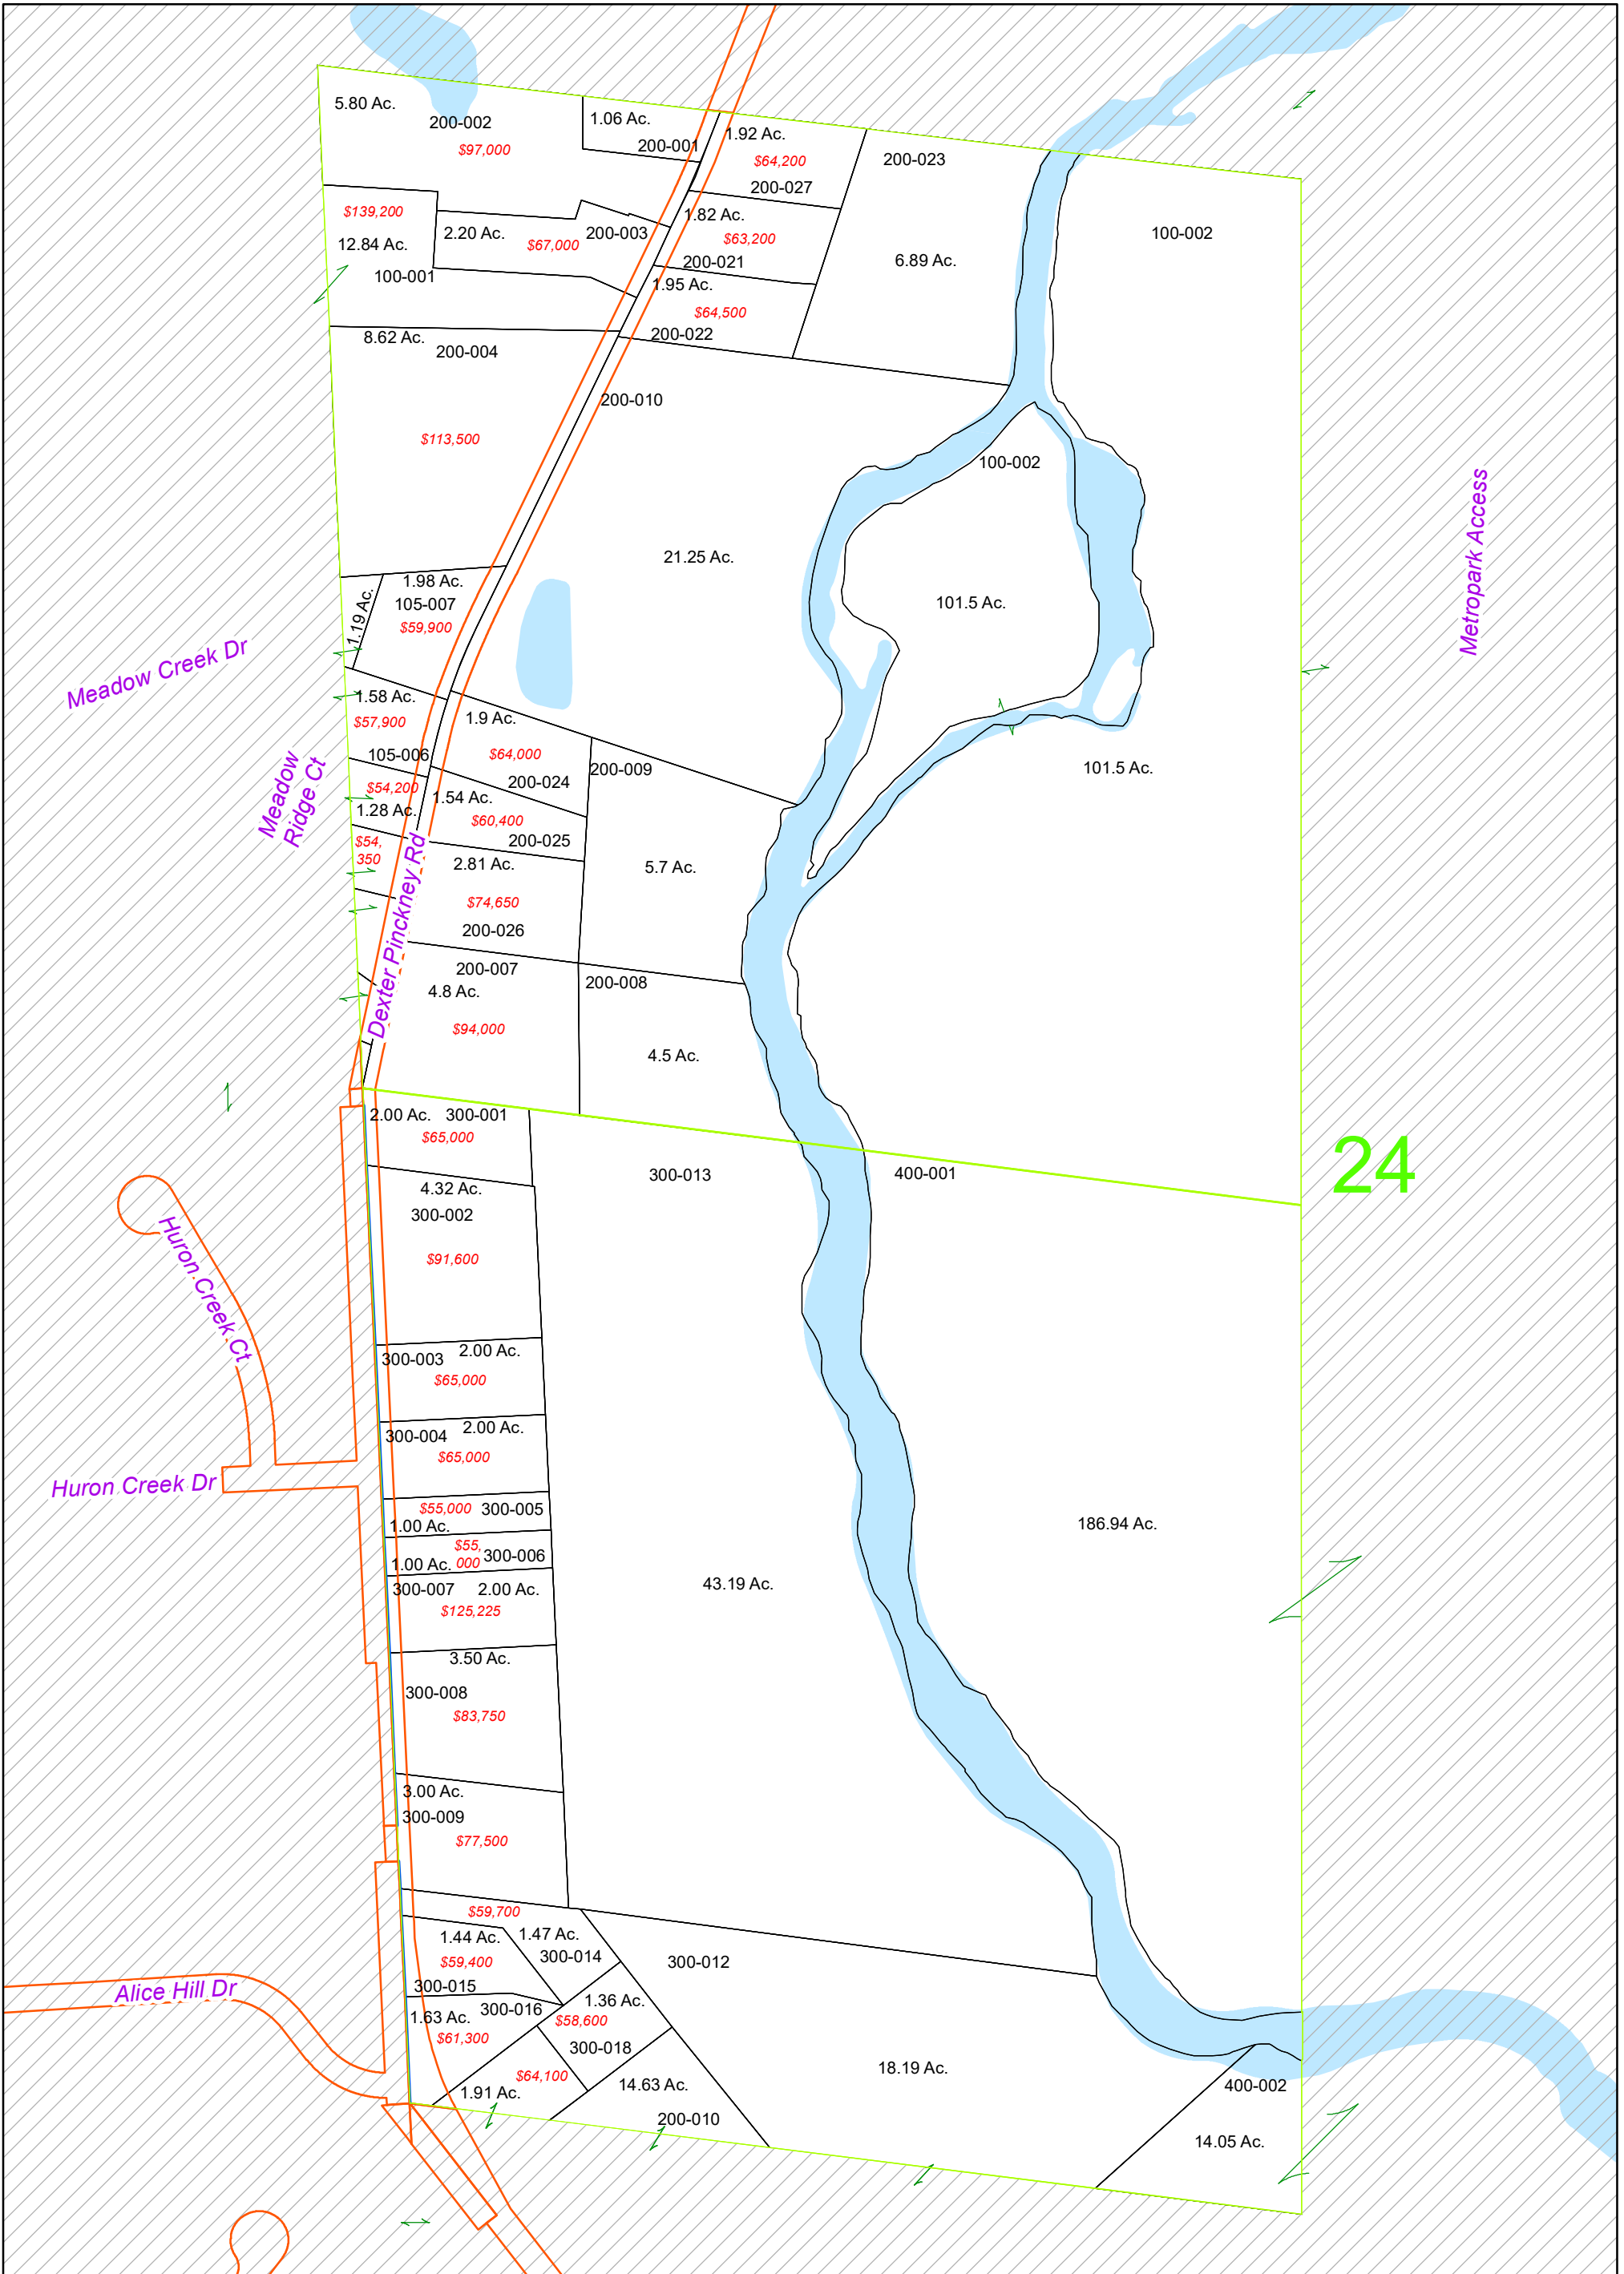 5.80 Ac.
200-002
$97,000
1.06 Ac.
200-001
1.92 Ac.
$64,200
200-027
200-023
6.89 Ac.
100-002
$139,200
12.84 Ac.
100-001
2.20 Ac.
$67,000
200-003
1.82 Ac.
$63,200
200-021
1.95 Ac.
$64,500
200-022
8.62 Ac.
200-004
$113,500
200-010
21.25 Ac.
100-002
101.5 Ac.
Metropark Access
1.19 Ac.
1.98 Ac.
105-007
$59,900
Meadow Creek Dr
1.58 Ac.
$57,900
105-006
1.9 Ac.
$64,000
200-024
200-009
101.5 Ac.
Meadow
Ridge Ct
$54,200
1.28 Ac.
1.54 Ac.
$60,400
200-025
$54,
350
Dexter Pinckney Rd
2.81 Ac.
$74,650
200-026
5.7 Ac.
200-007
4.8 Ac.
$94,000
200-008
4.5 Ac.
24
2.00 Ac.
300-001
$65,000
300-013
400-001
4.32 Ac.
300-002
$91,600
Huron Creek Ct
300-003
2.00 Ac.
$65,000
300-004
2.00 Ac.
$65,000
Huron Creek Dr
$55,000
300-005
1.00 Ac.
$55,
000
1.00 Ac.
300-006
186.94 Ac.
43.19 Ac.
300-007
2.00 Ac.
$125,225
3.50 Ac.
300-008
$83,750
3.00 Ac.
300-009
$77,500
$59,700
1.44 Ac.
$59,400
300-015
1.47 Ac.
300-014
300-012
Alice Hill Dr
300-016
1.63 Ac.
$61,300
1.36 Ac.
$58,600
300-018
$64,100
1.91 Ac.
14.63 Ac.
200-010
18.19 Ac.
400-002
14.05 Ac.